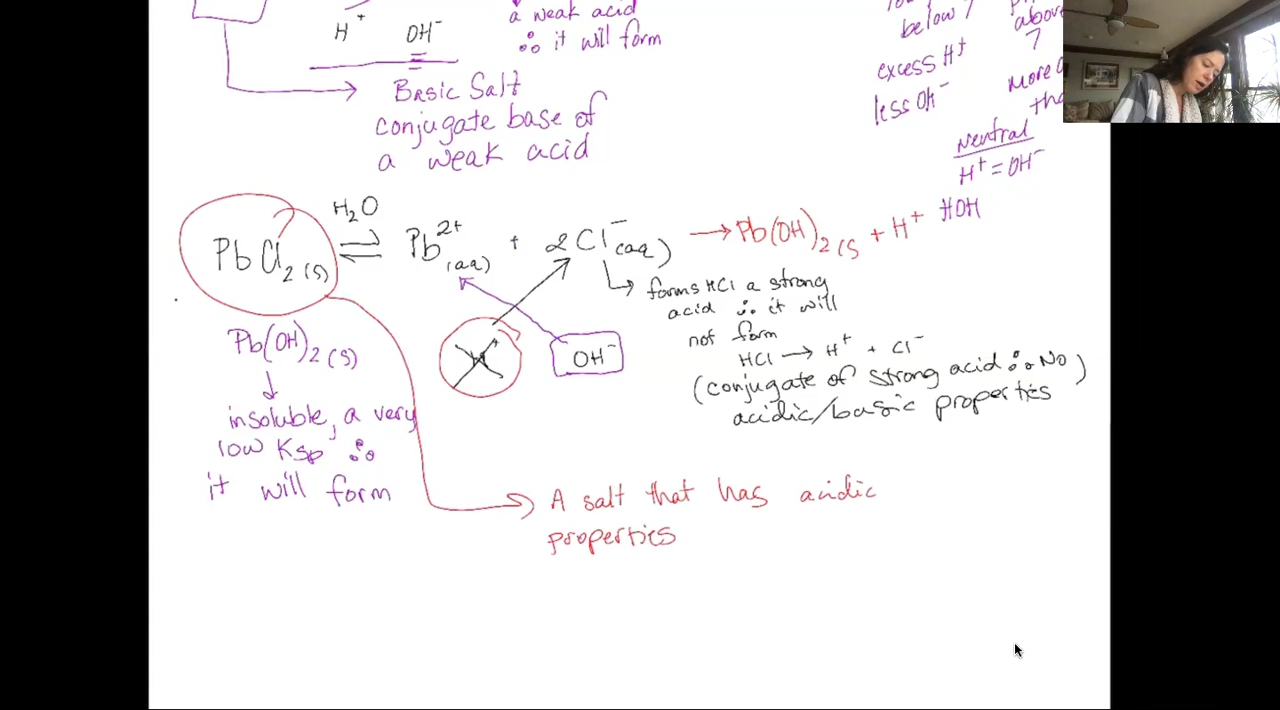 a weak acid
∴ it will form
H⁺ OH⁻
Basic Salt
conjugate base of
a weak acid
below 7
excess H⁺
less OH⁻
above
7
more
Neutral
H⁺ = OH⁻
HOH
PbCl₂(s) ⇌ Pb²⁺(aq) + 2Cl⁻(aq) → Pb(OH)₂(s + H⁺
H₂O
→ forms HCl a strong
acid ∴ it will
not form
HCl → H⁺ + Cl⁻
(conjugate of strong acid ∴ No)
acidic/basic properties
H⁺
OH⁻
Pb(OH)₂(s)
↓
insoluble, a very
low Ksp ∴
it will form
A salt that has acidic
properties